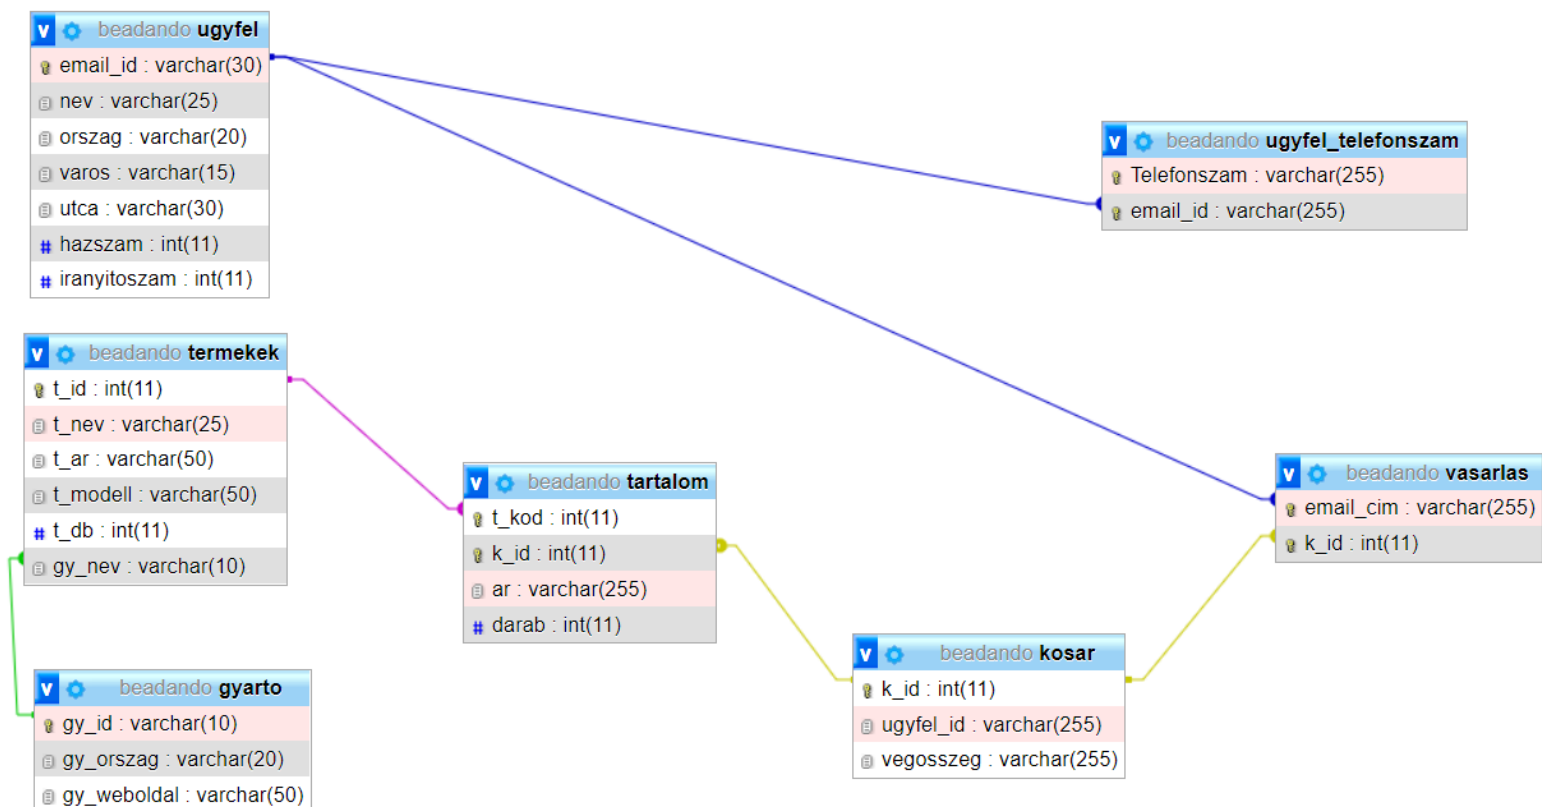 v beadando ugyfel
email_id : varchar(30)
nev : varchar(25)
orszag : varchar(20)
varos : varchar(15)
utca : varchar(30)
# hazszam : int(11)
# iranyitoszam : int(11)
v beadando ugyfel_telefonszam
Telefonszam : varchar(255)
email_id : varchar(255)
v beadando termekek
t_id : int(11)
t_nev : varchar(25)
t_ar : varchar(50)
t_modell : varchar(50)
# t_db : int(11)
gy_nev : varchar(10)
v beadando tartalom
t_kod : int(11)
k_id : int(11)
ar : varchar(255)
# darab : int(11)
v beadando vasarlas
email_cim : varchar(255)
k_id : int(11)
v beadando kosar
k_id : int(11)
ugyfel_id : varchar(255)
vegosszeg : varchar(255)
v beadando gyarto
gy_id : varchar(10)
gy_orszag : varchar(20)
gy_weboldal : varchar(50)